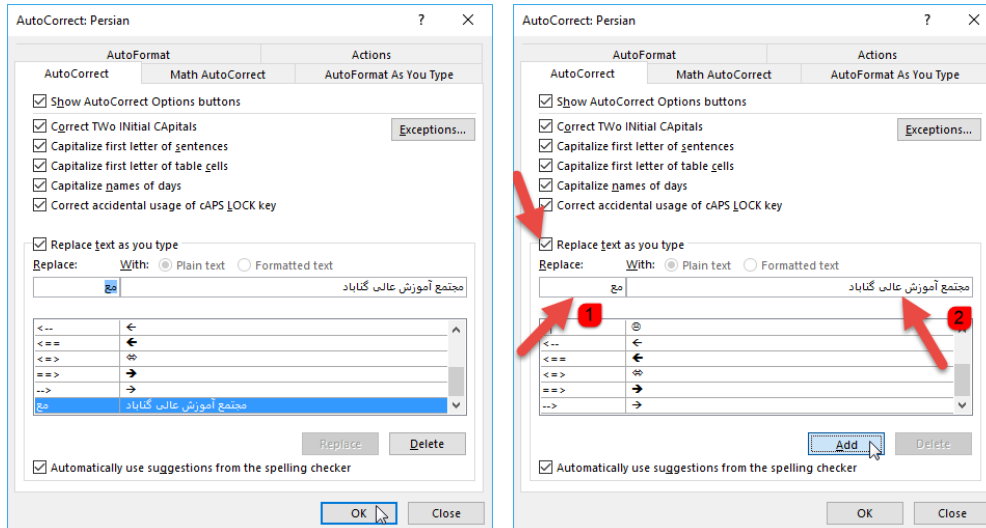 AutoCorrect: Persian ? ×
AutoFormat Actions
AutoCorrect Math AutoCorrect AutoFormat As You Type
Show AutoCorrect Options buttons
Correct TWo INitial CApitals
Exceptions...
Capitalize first letter of sentences
Capitalize first letter of table cells
Capitalize names of days
Correct accidental usage of cAPS LOCK key
Replace text as you type
Replace: With: Plain text Formatted text
مع مجتمع آموزش عالی گناباد
<-- ←
<== 🡸
<=> ⇔
==> 🡺
--> →
مع مجتمع آموزش عالی گناباد
Replace Delete
Automatically use suggestions from the spelling checker
OK Close
AutoCorrect: Persian ? ×
AutoFormat Actions
AutoCorrect Math AutoCorrect AutoFormat As You Type
Show AutoCorrect Options buttons
Correct TWo INitial CApitals
Exceptions...
Capitalize first letter of sentences
Capitalize first letter of table cells
Capitalize names of days
Correct accidental usage of cAPS LOCK key
Replace text as you type
Replace: With: Plain text Formatted text
مع مجتمع آموزش عالی گناباد
1 2
<-- ←
<== 🡸
<=> ⇔
==> 🡺
--> →
Add Delete
Automatically use suggestions from the spelling checker
OK Close